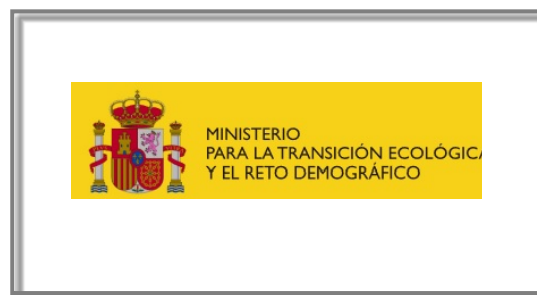 MINISTERIO
PARA LA TRANSICIÓN ECOLÓGICA
Y EL RETO DEMOGRÁFICO